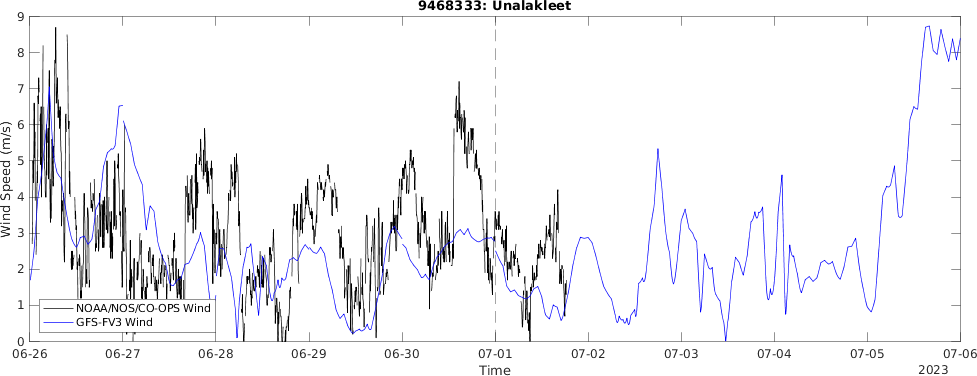 9468333: Unalakleet
9
8
7
6
5
4
3
2
1
0
Wind Speed (m/s)
NOAA/NOS/CO-OPS Wind
GFS-FV3 Wind
06-26 06-27 06-28 06-29 06-30 07-01 07-02 07-03 07-04 07-05 07-06
Time
2023